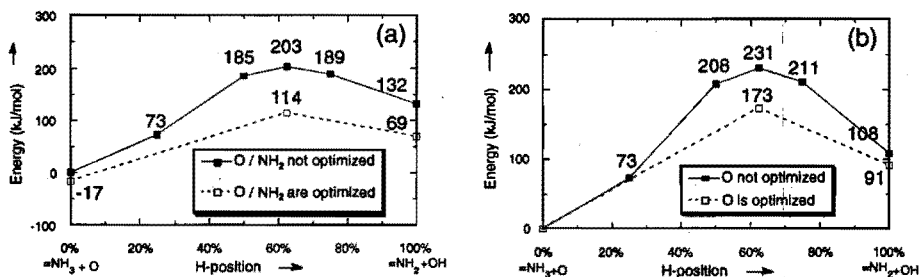 (a)
Energy (kJ/mol)
300
200
100
0
-100
203
185
189
132
114
73
69
-17
O / NH₂ not optimized
O / NH₂ are optimized
0%
20%
40%
60%
80%
100%
=NH₃ + O
H-position
=NH₂+OH
(b)
Energy (kJ/mol)
300
200
100
0
231
208
211
173
108
73
91
O not optimized
O is optimized
0%
20%
40%
60%
80%
100%
=NH₃+O
H-position
=NH₂+OH